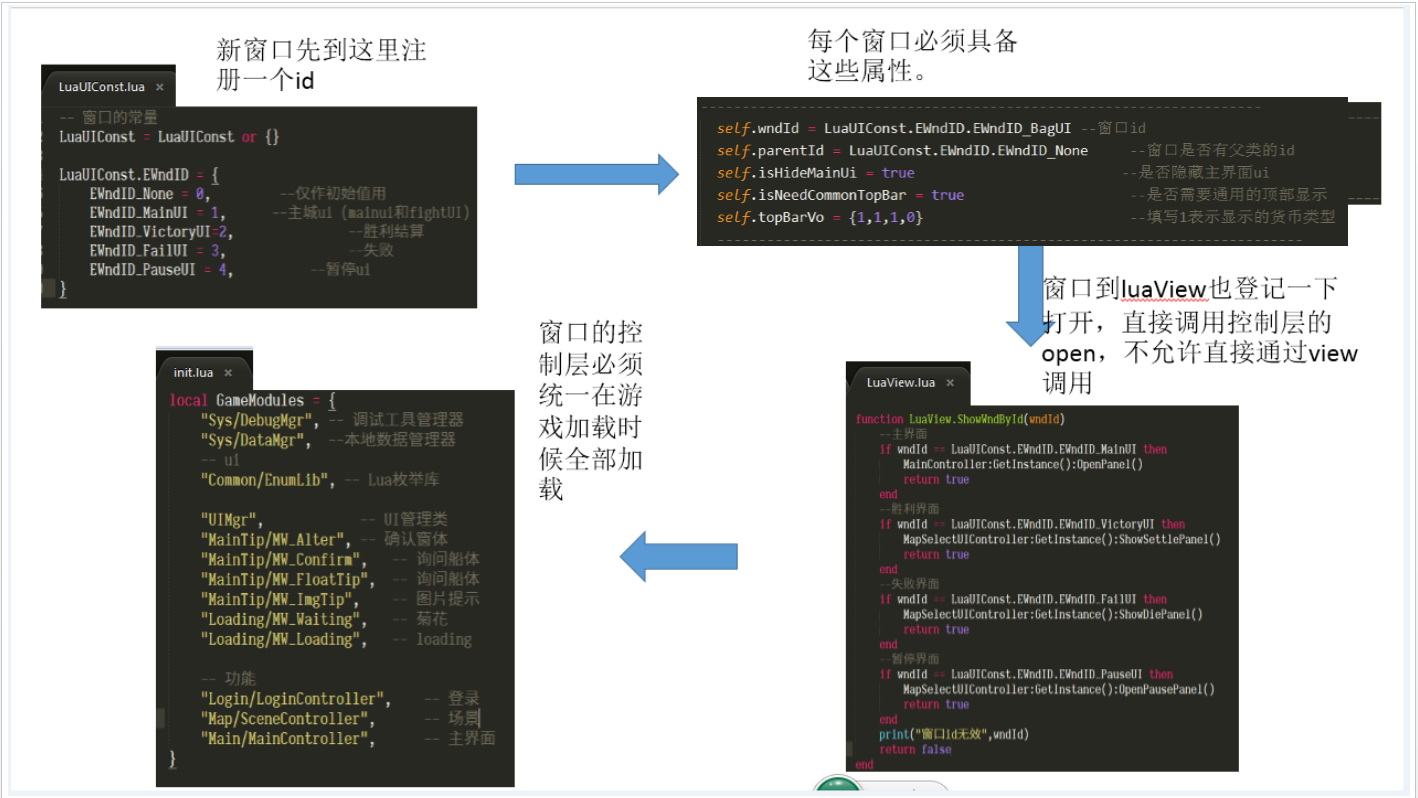 新窗口先到这里注
册一个id
LuaUIConst.lua ×
-- 窗口的常量
LuaUIConst = LuaUIConst or {}
LuaUIConst.EWndID = {
EWndID_None = 0, --仅作初始值用
EWndID_MainUI = 1, --主城ui（mainui和fightUI）
EWndID_VictoryUI=2, --胜利结算
EWndID_FailUI = 3, --失败
EWndID_PauseUI = 4, --暂停ui
}
每个窗口必须具备
这些属性。
--------------------------------------------------------------------------
self.wndId = LuaUIConst.EWndID.EWndID_BagUI --窗口id
self.parentId = LuaUIConst.EWndID.EWndID_None --窗口是否有父类的id
self.isHideMainUi = true --是否隐藏主界面ui
self.isNeedCommonTopBar = true --是否需要通用的顶部显示
self.topBarVo = {1,1,1,0} --填写1表示显示的货币类型
--------------------------------------------------------------------------
窗口到luaView也登记一下
打开，直接调用控制层的
open，不允许直接通过view
调用
LuaView.lua ×
function LuaView.ShowWndById(wndId)
--主界面
if wndId == LuaUIConst.EWndID.EWndID_MainUI then
MainController:GetInstance():OpenPanel()
return true
end
--胜利界面
if wndId == LuaUIConst.EWndID.EWndID_VictoryUI then
MapSelectUIController:GetInstance():ShowSettlePanel()
return true
end
--失败界面
if wndId == LuaUIConst.EWndID.EWndID_FailUI then
MapSelectUIController:GetInstance():ShowDiePanel()
return true
end
--暂停界面
if wndId == LuaUIConst.EWndID.EWndID_PauseUI then
MapSelectUIController:GetInstance():OpenPausePanel()
return true
end
print("窗口id无效",wndId)
return false
end
窗口的控
制层必须
统一在游
戏加载时
候全部加
载
init.lua ×
local GameModules = {
"Sys/DebugMgr", -- 调试工具管理器
"Sys/DataMgr", --本地数据管理器
-- ui
"Common/EnumLib", -- Lua枚举库
"UIMgr", -- UI管理类
"MainTip/MW_Alter", -- 确认窗体
"MainTip/MW_Confirm", -- 询问船体
"MainTip/MW_FloatTip", -- 询问船体
"MainTip/MW_ImgTip", -- 图片提示
"Loading/MW_Waiting", -- 菊花
"Loading/MW_Loading", -- loading
-- 功能
"Login/LoginController", -- 登录
"Map/SceneController", -- 场景
"Main/MainController", -- 主界面
}